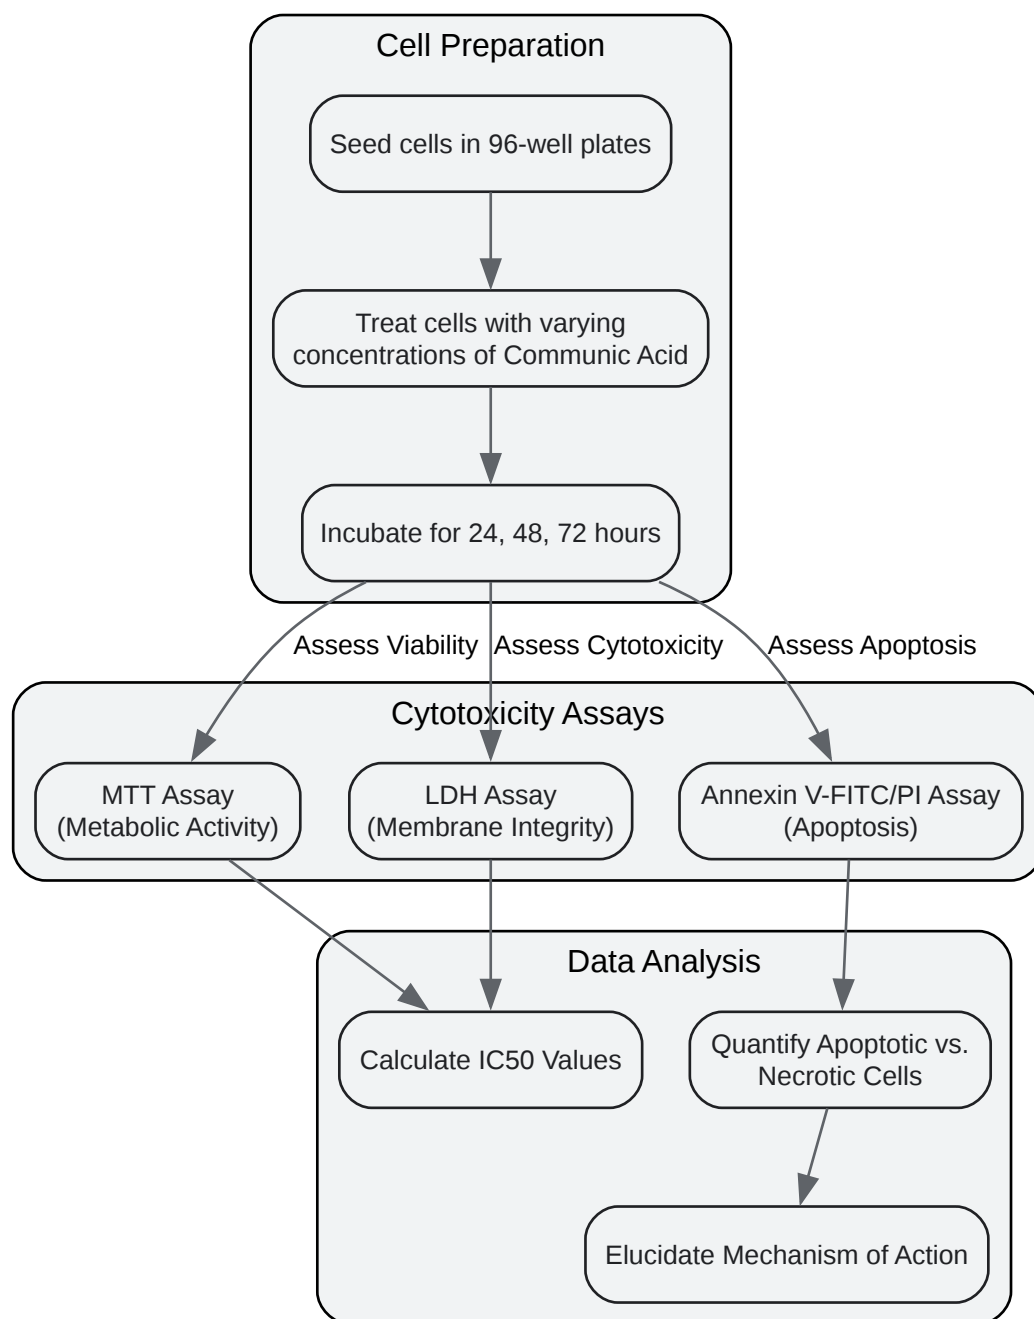 Cell Preparation
Seed cells in 96-well plates
Treat cells with varying
concentrations of Communic Acid
Incubate for 24, 48, 72 hours
Assess Viability
Assess Cytotoxicity
Assess Apoptosis
Cytotoxicity Assays
MTT Assay
(Metabolic Activity)
LDH Assay
(Membrane Integrity)
Annexin V-FITC/PI Assay
(Apoptosis)
Data Analysis
Calculate IC50 Values
Quantify Apoptotic vs.
Necrotic Cells
Elucidate Mechanism of Action